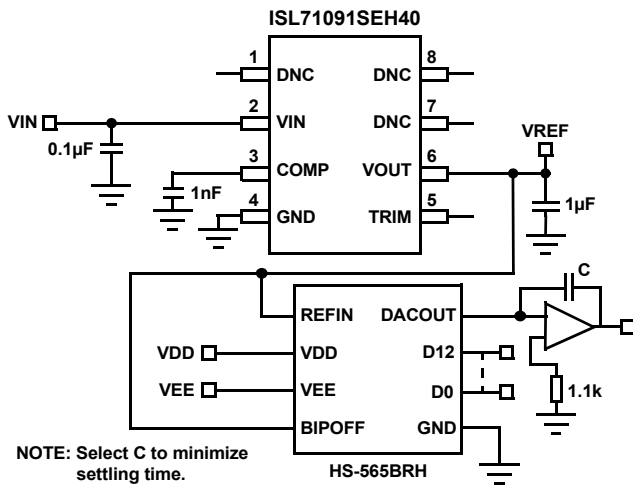 ISL71091SEH40
1
DNC
8
DNC
VIN
2
VIN
7
DNC
0.1µF
3
COMP
6
VOUT
VREF
1nF
4
GND
5
TRIM
1µF
C
REFIN
DACOUT
VDD
VDD
D12
VEE
VEE
D0
1.1k
BIPOFF
GND
NOTE: Select C to minimize
settling time.
HS-565BRH